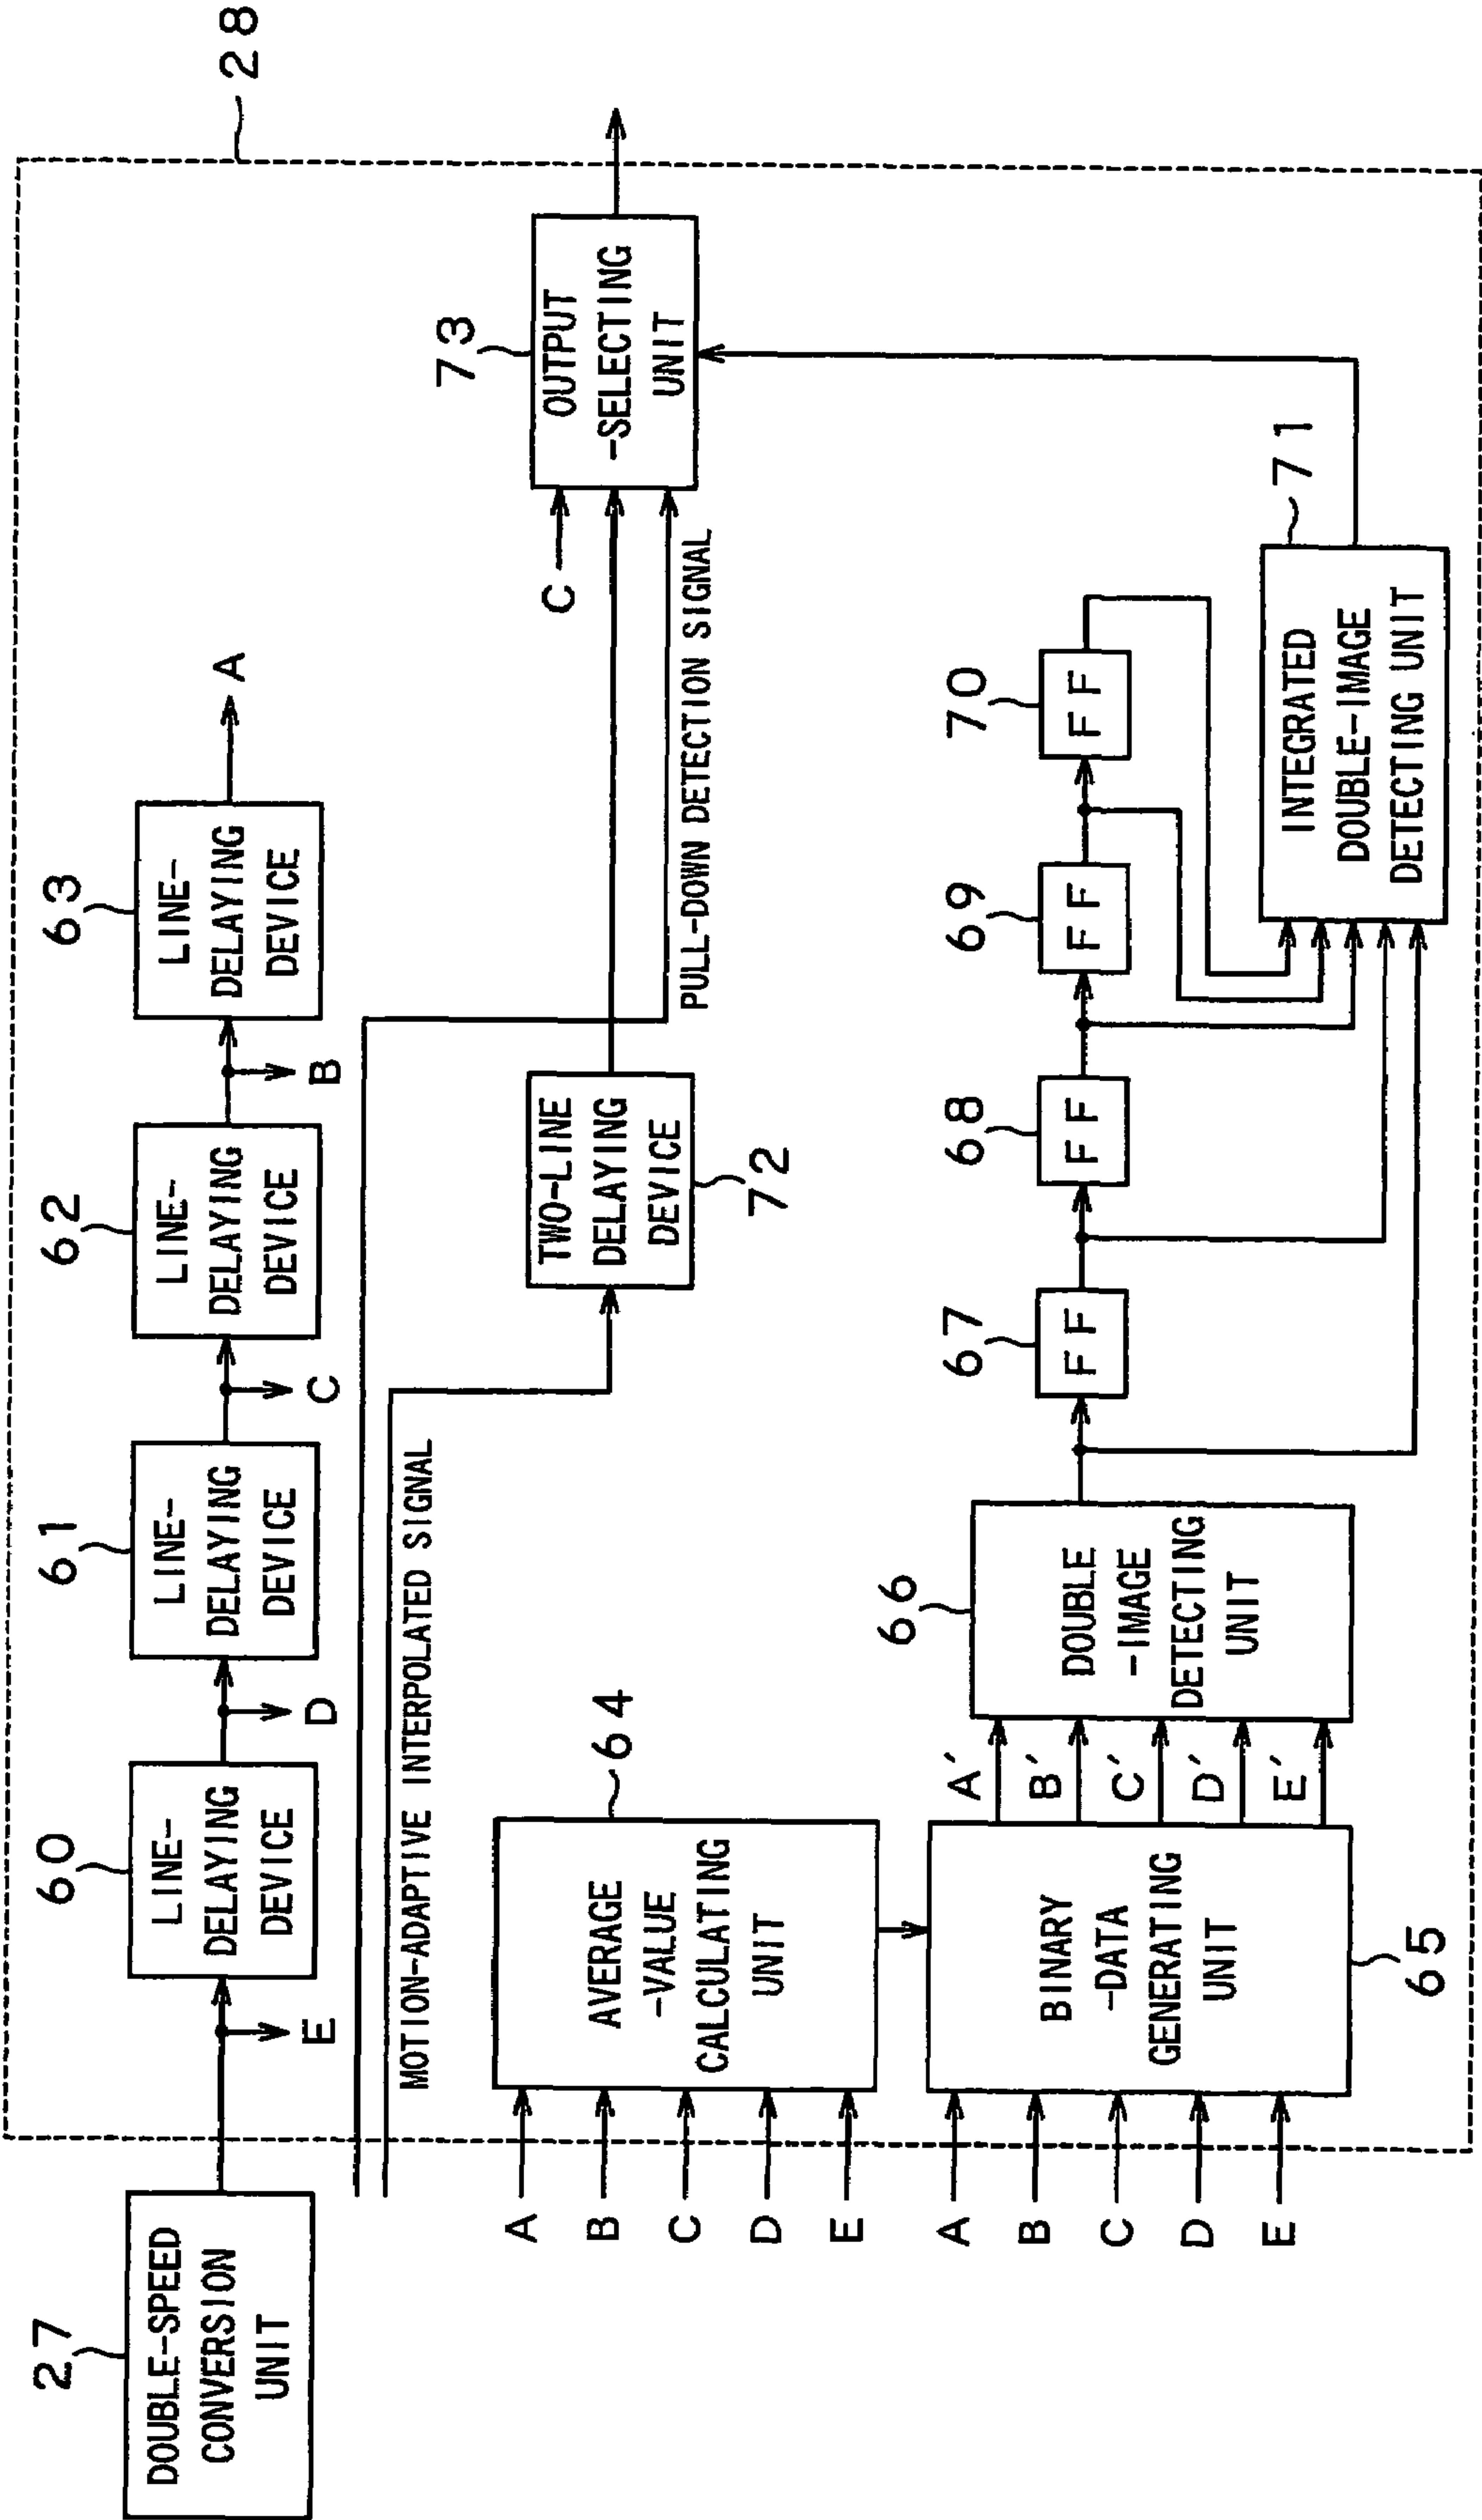 28
27
DOUBLE-SPEED
CONVERSION
UNIT
E
60
LINE-
DELAYING
DEVICE
D
61
LINE-
DELAYING
DEVICE
C
62
LINE-
DELAYING
DEVICE
B
63
LINE-
DELAYING
DEVICE
A
MOTION-ADAPTIVE INTERPOLATED SIGNAL
TWO-LINE
DELAYING
DEVICE
72
PULL-DOWN DETECTION SIGNAL
C
73
OUTPUT
-SELECTING
UNIT
A
B
C
D
E
64
AVERAGE
-VALUE
CALCULATING
UNIT
A
B
C
D
E
BINARY
-DATA
GENERATING
UNIT
65
A'
B'
C'
D'
E'
66
DOUBLE
-IMAGE
DETECTING
UNIT
67
FF
68
FF
69
FF
70
FF
71
INTEGRATED
DOUBLE-IMAGE
DETECTING UNIT